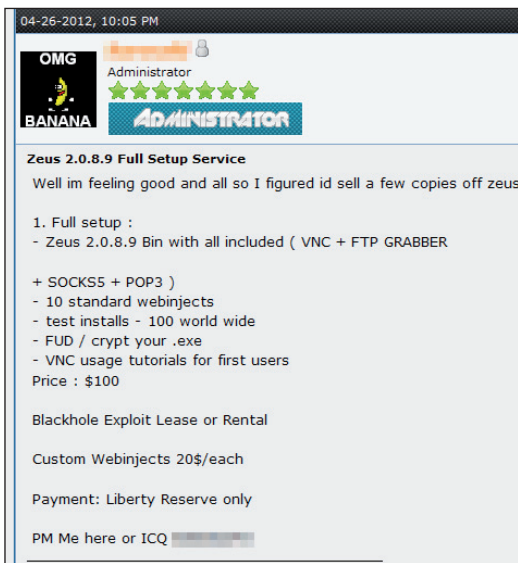 04-26-2012, 10:05 PM
OMG
BANANA
Administrator
ADMINISTRATOR
Zeus 2.0.8.9 Full Setup Service
Well im feeling good and all so I figured id sell a few copies off zeus
1. Full setup :
- Zeus 2.0.8.9 Bin with all included ( VNC + FTP GRABBER
+ SOCKS5 + POP3 )
- 10 standard webinjects
- test installs - 100 world wide
- FUD / crypt your .exe
- VNC usage tutorials for first users
Price : $100
Blackhole Exploit Lease or Rental
Custom Webinjects 20$/each
Payment: Liberty Reserve only
PM Me here or ICQ